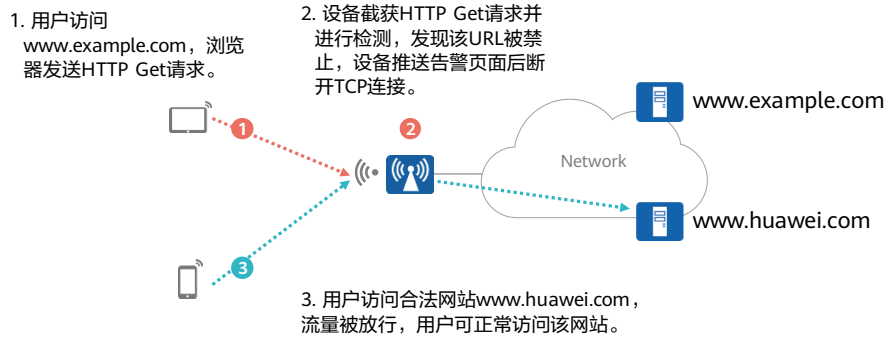 1. 用户访问
www.example.com，浏览
器发送HTTP Get请求。
2. 设备截获HTTP Get请求并
进行检测，发现该URL被禁
止，设备推送告警页面后断
开TCP连接。
www.example.com
1
2
Network
www.huawei.com
3
3. 用户访问合法网站www.huawei.com，
流量被放行，用户可正常访问该网站。